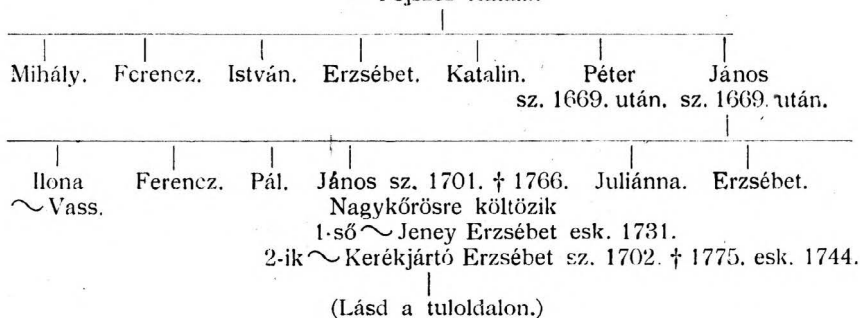 Mihály. Ferencz. István. Erzsébet. Katalin. Péter János
sz. 1669. után. sz. 1669. után.
Ilona Ferencz. Pál. János sz. 1701. † 1766. Juliánna. Erzsébet.
~ Vass. Nagykőrösre költözik
1-ső ~ Jeney Erzsébet esk. 1731.
2-ik ~ Kerékjártó Erzsébet sz. 1702. † 1775. esk. 1744.
(Lásd a tuloldalon.)